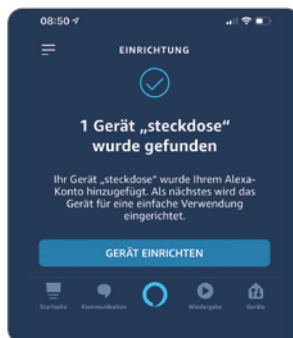 08:50
EINRICHTUNG
1 Gerät „steckdose“
wurde gefunden
Ihr Gerät „steckdose“ wurde Ihrem Alexa-
Konto hinzugefügt. Als nächstes wird das
Gerät für eine einfache Verwendung
eingerichtet.
GERÄT EINRICHTEN
Startseite Kommunikation Wiedergabe Geräte